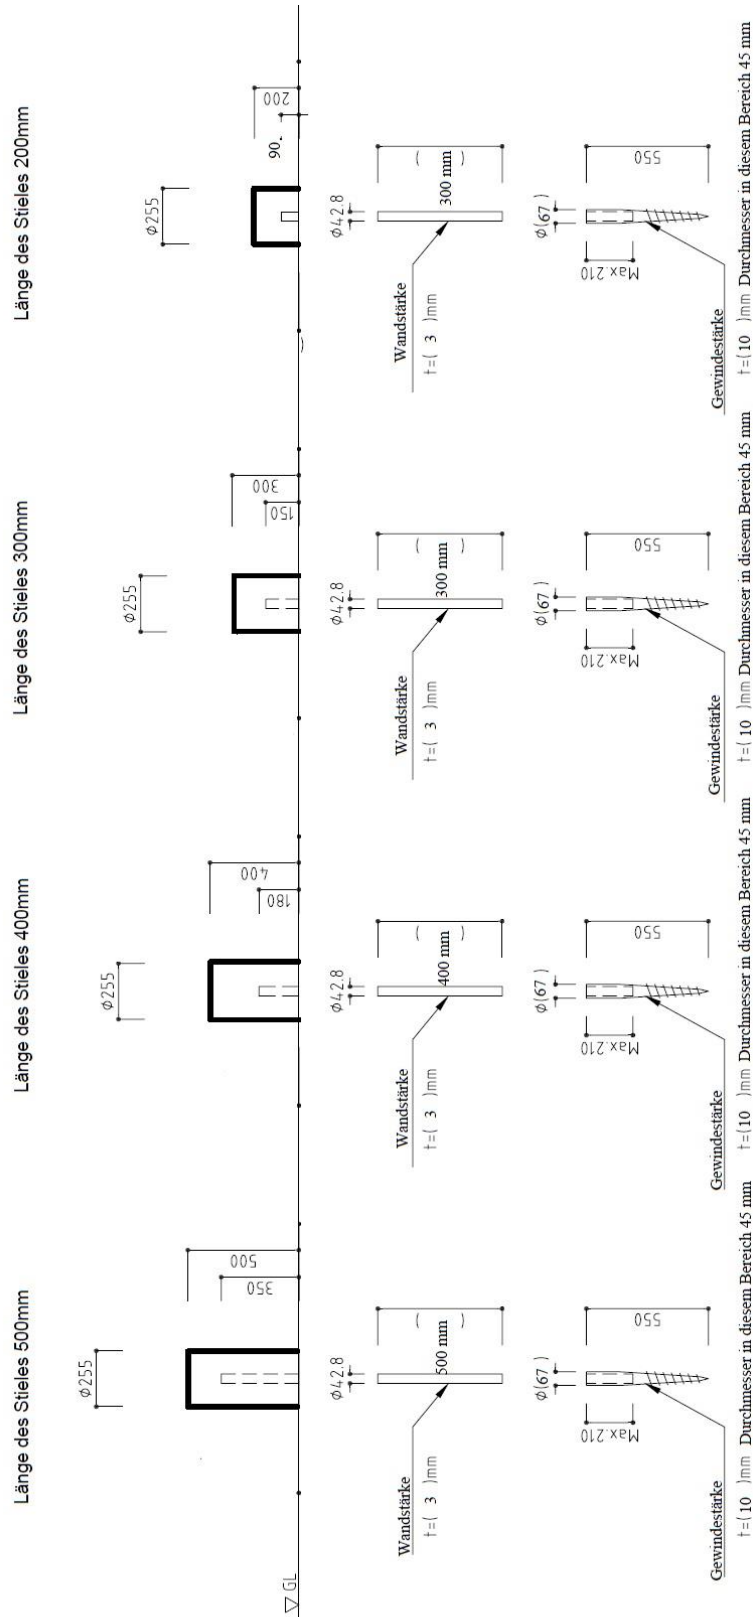 Länge des Stieles 500mm
Länge des Stieles 400mm
Länge des Stieles 300mm
Länge des Stieles 200mm
ϕ255
500
350
ϕ255
400
180
ϕ255
300
150
ϕ255
200
90.
▽ GL
)
ϕ42.8
500 mm
( )
Wandstärke
t=( 3 )mm
ϕ42.8
400 mm
( )
Wandstärke
t=( 3 )mm
ϕ42.8
300 mm
( )
Wandstärke
t=( 3 )mm
ϕ42.8
300 mm
( )
Wandstärke
t=( 3 )mm
ϕ(67 )
550
Max.210
Gewindestärke
t=(10 )mm Durchmesser in diesem Bereich 45 mm
ϕ(67 )
550
Max.210
Gewindestärke
t=(10 )mm Durchmesser in diesem Bereich 45 mm
ϕ(67 )
550
Max.210
Gewindestärke
t=( 10 )mm Durchmesser in diesem Bereich 45 mm
ϕ(67 )
550
Max.210
Gewindestärke
t=(10 )mm Durchmesser in diesem Bereich 45 mm